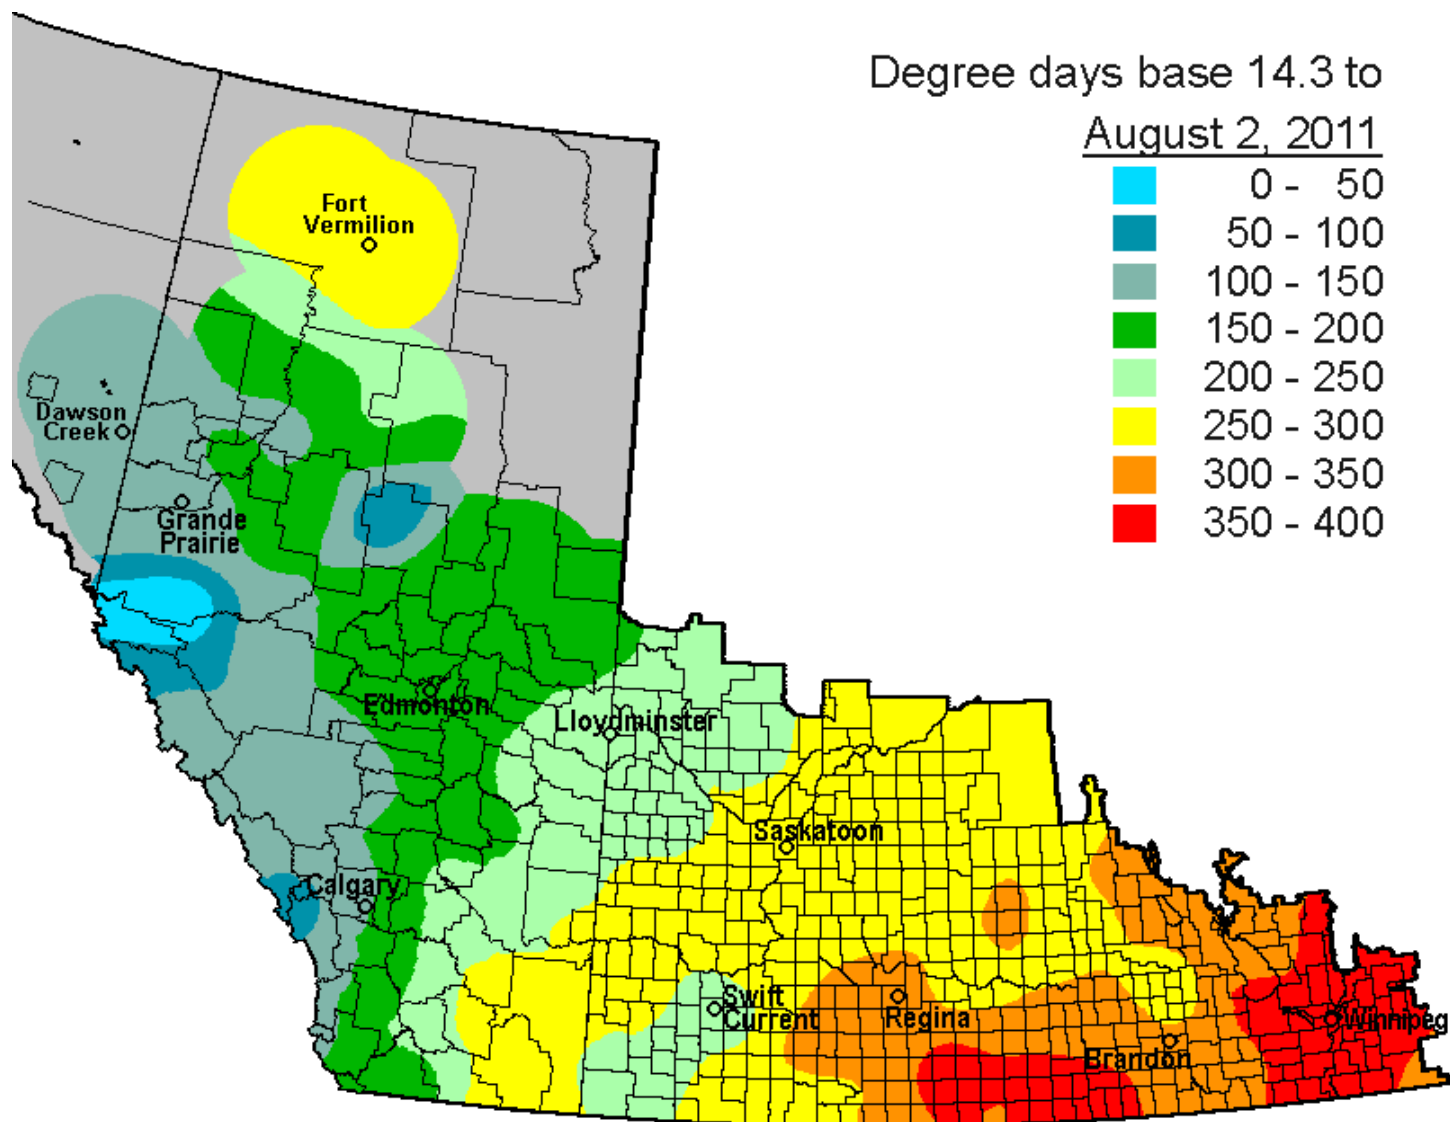 Degree days base 14.3 to
August 2, 2011
0 - 50
50 - 100
100 - 150
150 - 200
200 - 250
250 - 300
300 - 350
350 - 400
Fort
Vermilion
Dawson
Creek
Grande
Prairie
Edmonton
Lloydminster
Saskatoon
Calgary
Swift
Current
Regina
Brandon
Winnipeg